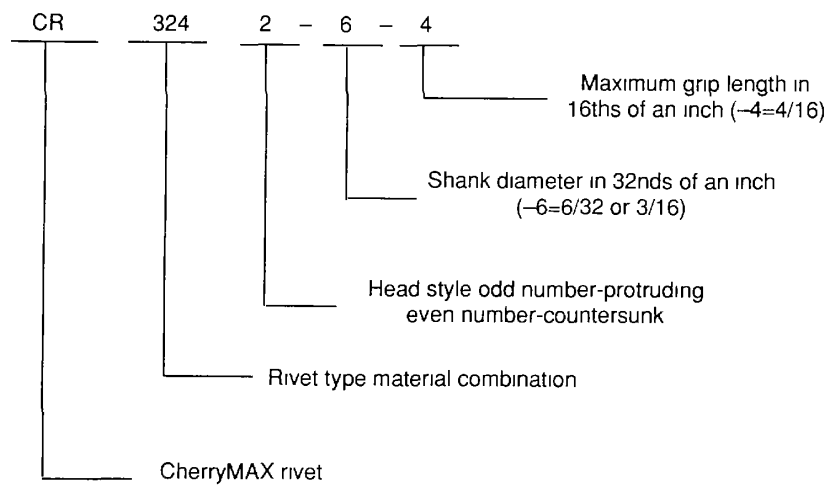 CR 324 2 – 6 – 4
Maximum grip length in
16ths of an inch (–4=4/16)
Shank diameter in 32nds of an inch
(–6=6/32 or 3/16)
Head style odd number-protruding
even number-countersunk
Rivet type material combination
CherryMAX rivet